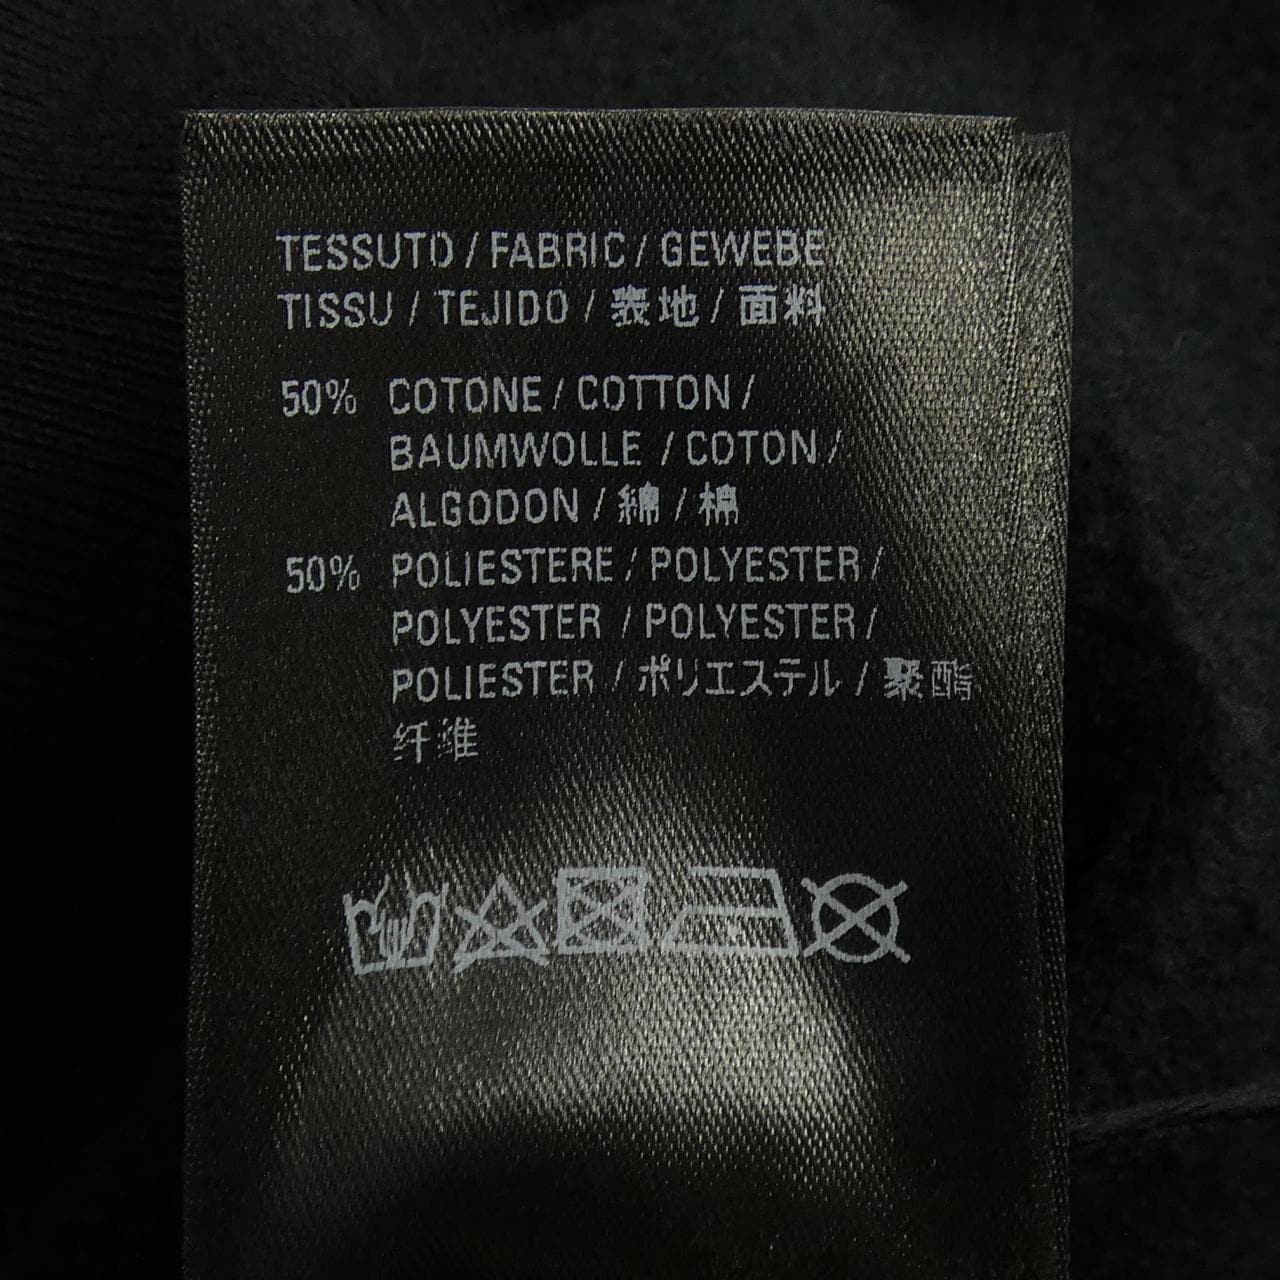 TESSUTO / FABRIC / GEWEBE
TISSU / TEJIDO / 表地 / 面料
50% COTONE / COTTON /
BAUMWOLLE / COTON /
ALGODON / 綿 / 棉
50% POLIESTERE / POLYESTER /
POLYESTER / POLYESTER /
POLIESTER / ポリエステル / 聚酯
纤维